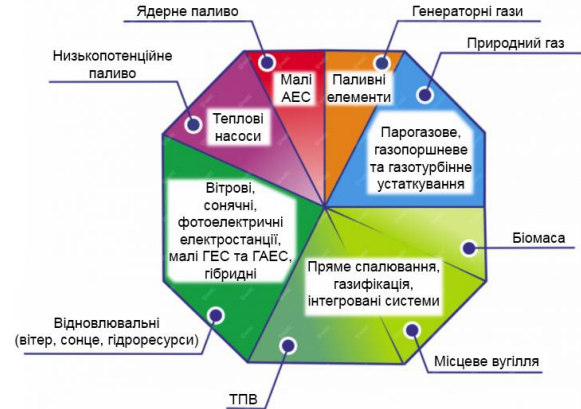 Ядерне паливо
Генераторні гази
Низькопотенційне
паливо
Природний газ
Малі
АЕС
Паливні
елементи
Теплові
насоси
Парогазове,
газопоршневе
та газотурбінне
устаткування
Вітрові,
сонячні,
фотоелектричні
електростанції,
малі ГЕС та ГАЕС,
гібридні
Біомаса
Пряме спалювання,
газифікація,
інтегровані системи
Відновлювальні
(вітер, сонце, гідроресурси)
Місцеве вугілля
ТПВ